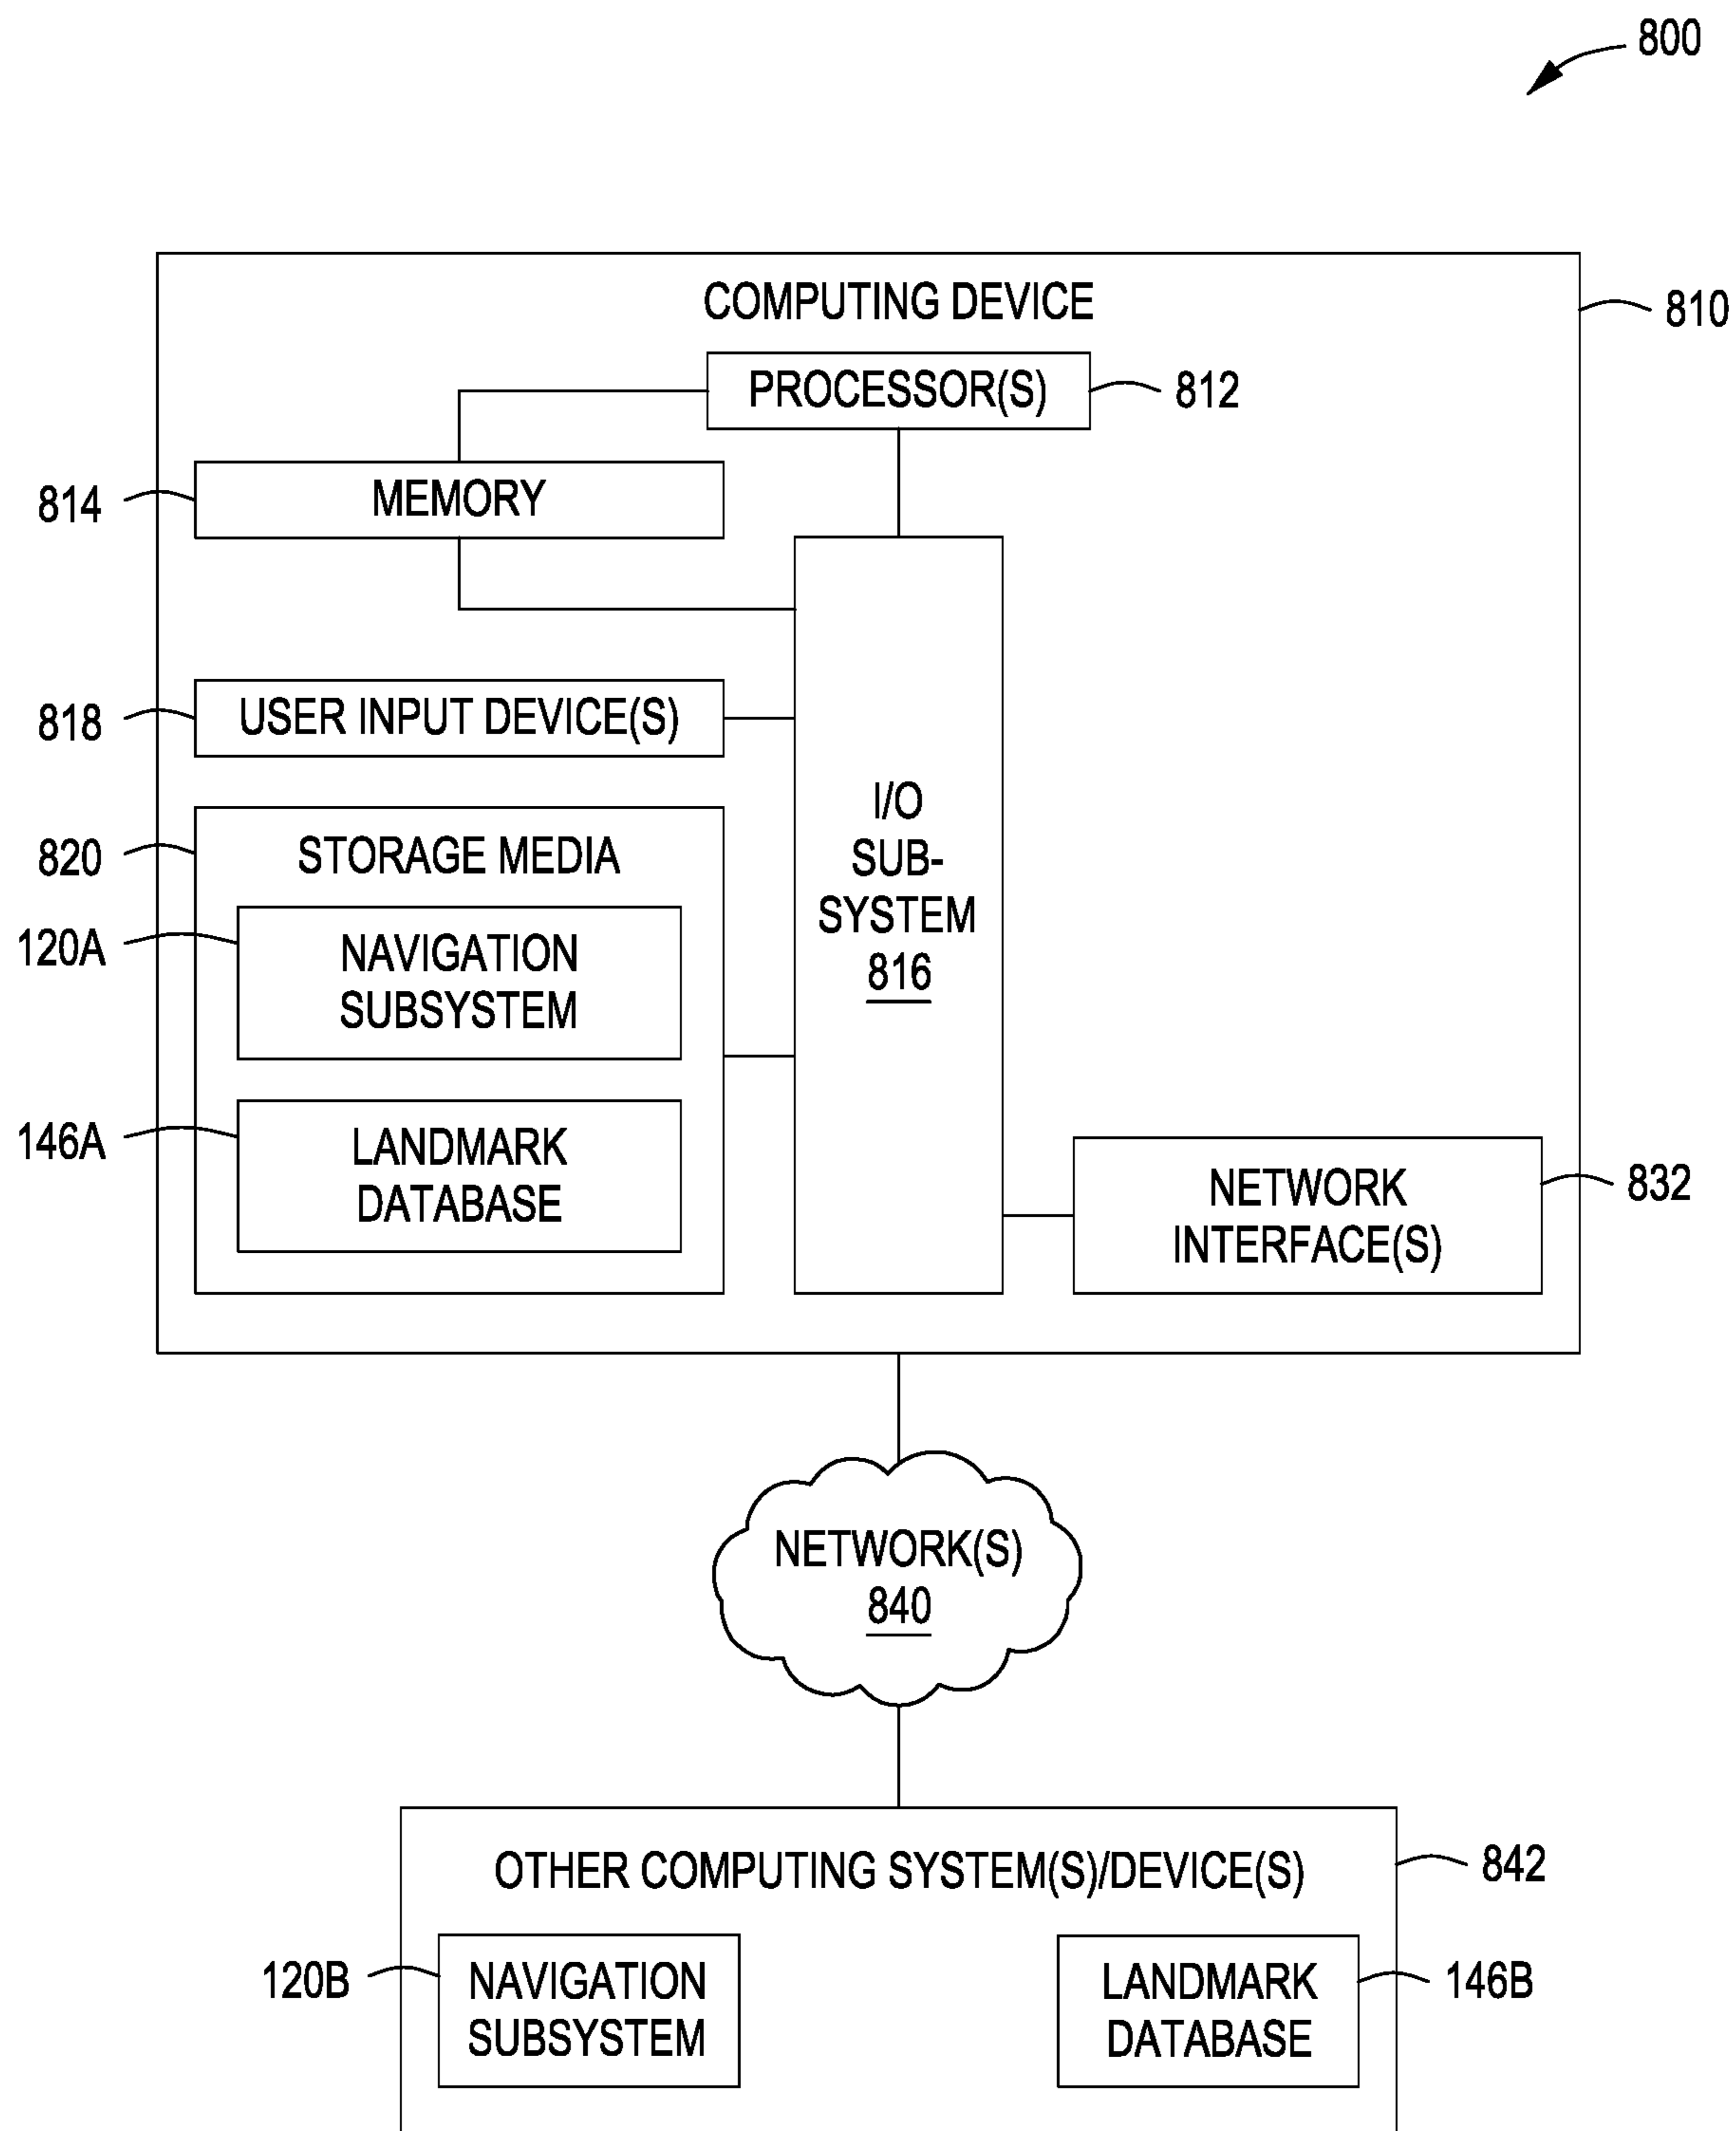 800
COMPUTING DEVICE
810
PROCESSOR(S)
812
814
MEMORY
818
USER INPUT DEVICE(S)
I/O
SUB-
SYSTEM
816
820
STORAGE MEDIA
120A
NAVIGATION
SUBSYSTEM
146A
LANDMARK
DATABASE
NETWORK
INTERFACE(S)
832
NETWORK(S)
840
OTHER COMPUTING SYSTEM(S)/DEVICE(S)
842
120B
NAVIGATION
SUBSYSTEM
LANDMARK
DATABASE
146B